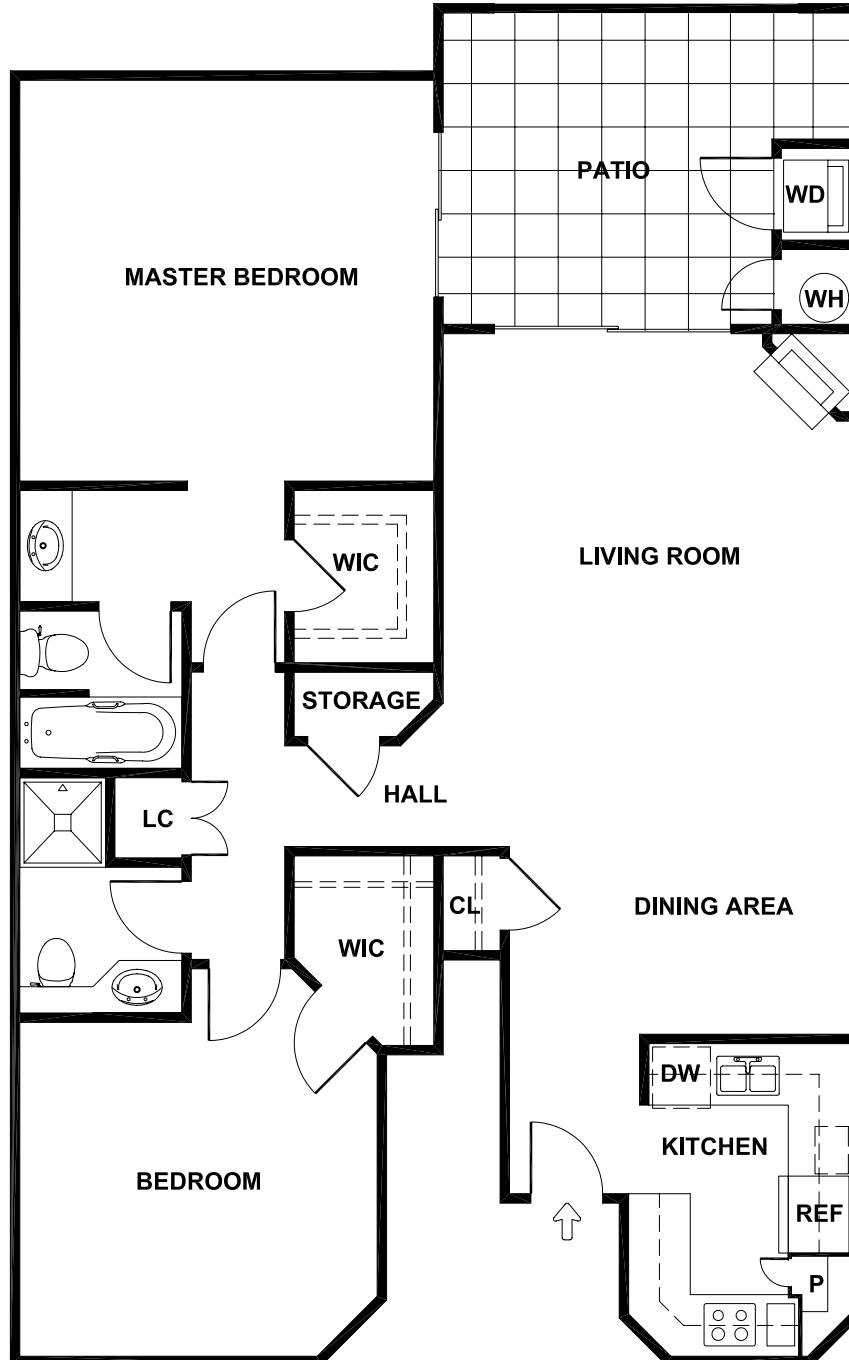 PATIO
WD
MASTER BEDROOM
WH
WIC
LIVING ROOM
STORAGE
HALL
LC
CL
DINING AREA
WIC
DW
KITCHEN
BEDROOM
REF
P